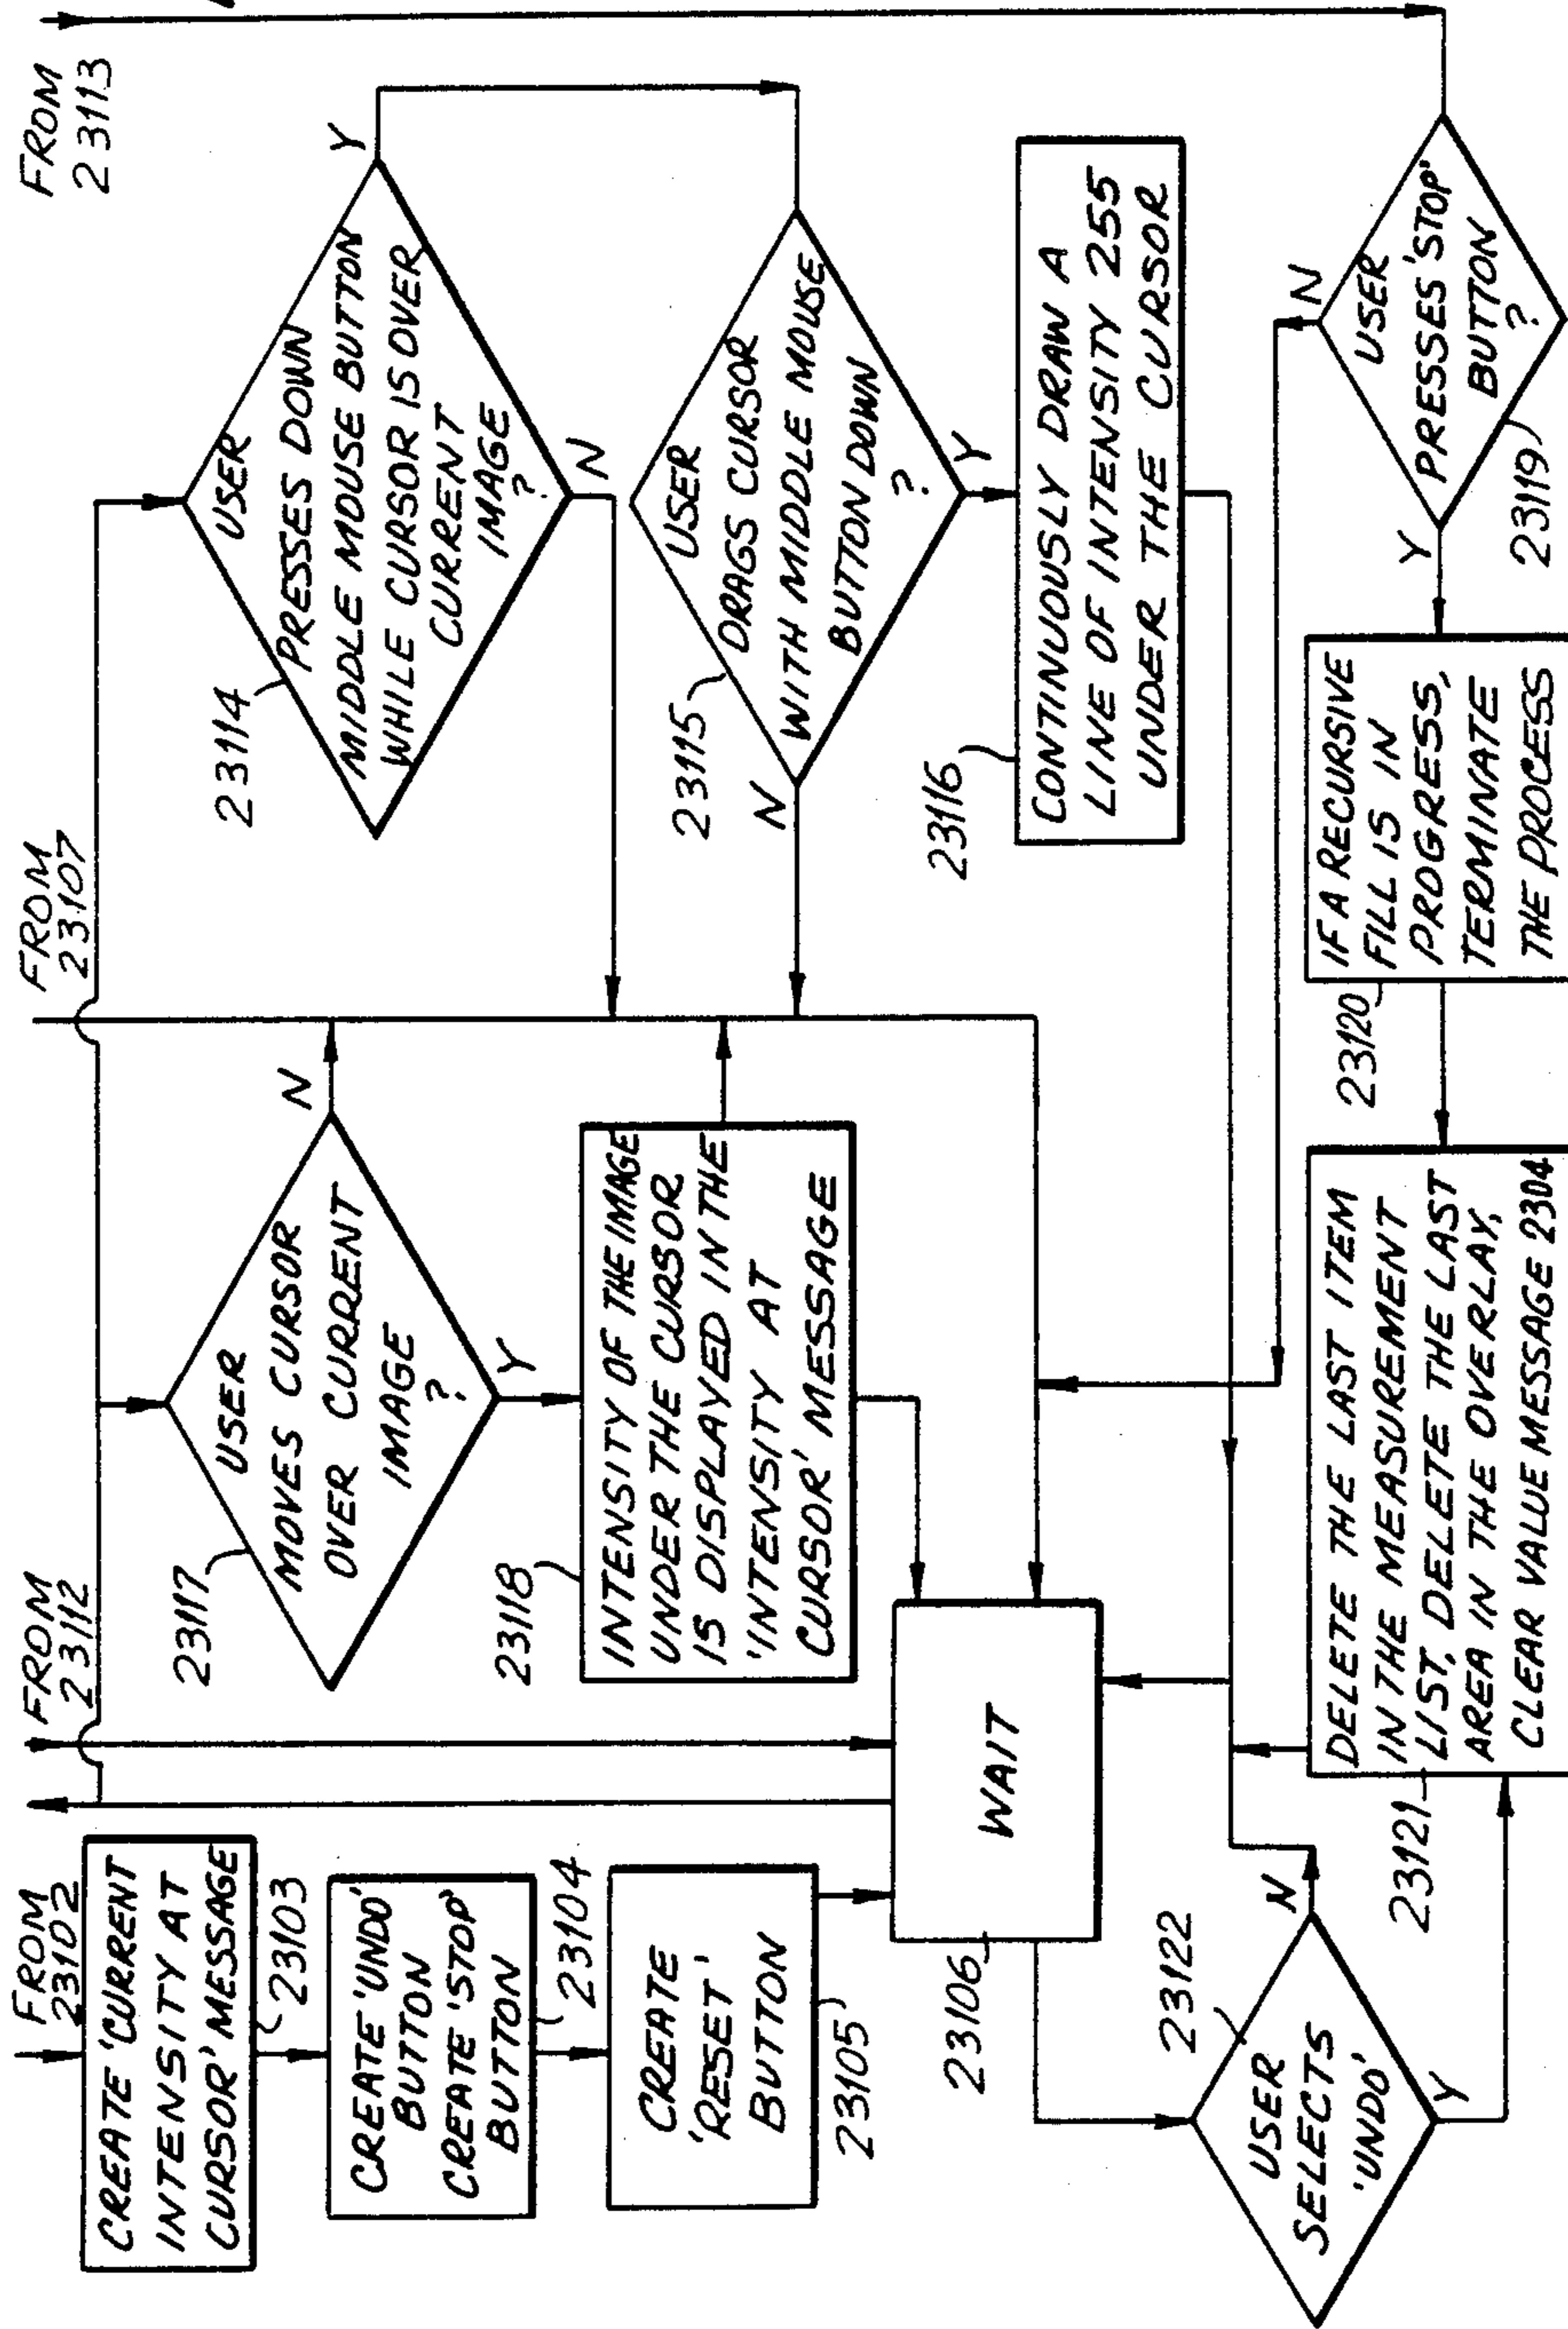 FROM
23102
CREATE 'CURRENT
INTENSITY AT
CURSOR' MESSAGE
23103
CREATE 'UNDO'
BUTTON
CREATE 'STOP'
BUTTON
23104
CREATE
'RESET'
BUTTON
23105
FROM
23112
USER
MOVES CURSOR
OVER CURRENT
IMAGE
?
23117
N
Y
INTENSITY OF THE IMAGE
UNDER THE CURSOR
IS DISPLAYED IN THE
'INTENSITY AT
CURSOR' MESSAGE
23118
WAIT
23106
USER
SELECTS
'UNDO'
23122
N
Y
FROM
23107
USER
PRESSES DOWN
MIDDLE MOUSE BUTTON
WHILE CURSOR IS OVER
CURRENT
IMAGE
?
23114
Y
N
USER
DRAGS CURSOR
WITH MIDDLE MOUSE
BUTTON DOWN
?
23115
N
Y
CONTINUOUSLY DRAW A
LINE OF INTENSITY 255
UNDER THE CURSOR
23116
FROM
23113
USER
PRESSES 'STOP'
BUTTON
?
23119
N
Y
IF A RECURSIVE
FILL IS IN
PROGRESS,
TERMINATE
THE PROCESS
23120
DELETE THE LAST ITEM
IN THE MEASUREMENT
LIST, DELETE THE LAST
AREA IN THE OVERLAY,
CLEAR VALUE MESSAGE 2304
23121